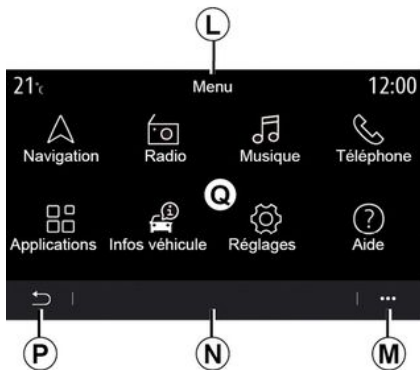 L
21°C Menu 12:00
Navigation Radio Musique Téléphone
Q
Applications Infos véhicule Réglages Aide
P N M